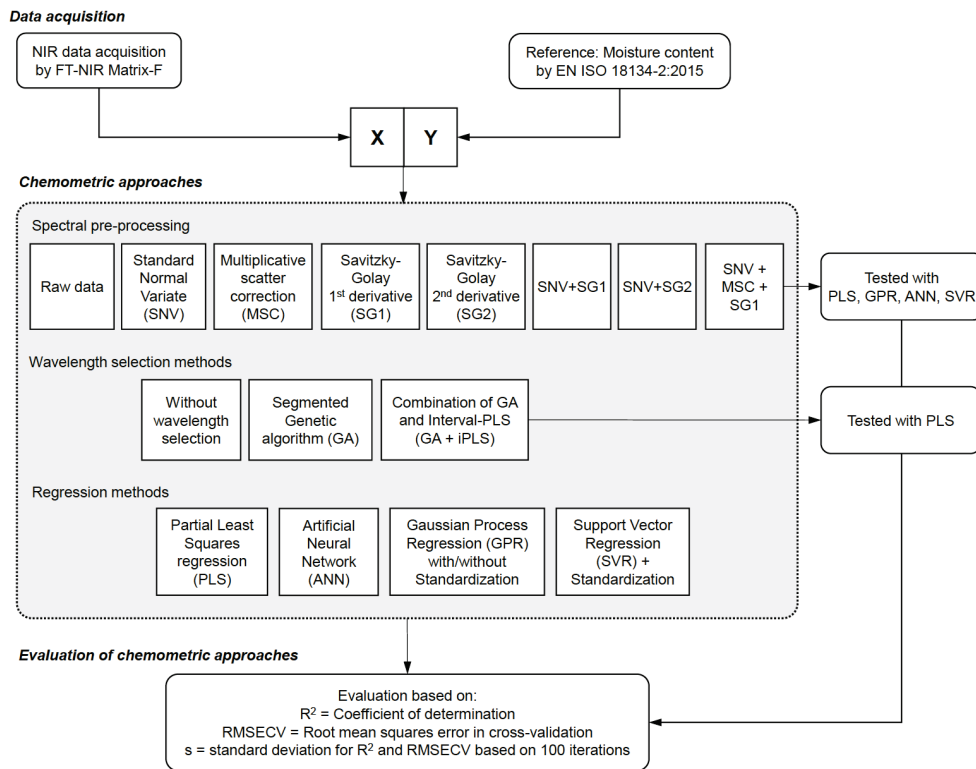 Data acquisition
NIR data acquisition
by FT-NIR Matrix-F
Reference: Moisture content
by EN ISO 18134-2:2015
X
Y
Chemometric approaches
Spectral pre-processing
Raw data
Standard
Normal
Variate
(SNV)
Multiplicative
scatter
correction
(MSC)
Savitzky-
Golay
1st derivative
(SG1)
Savitzky-
Golay
2nd derivative
(SG2)
SNV+SG1
SNV+SG2
SNV +
MSC +
SG1
Tested with
PLS, GPR, ANN, SVR
Wavelength selection methods
Without
wavelength
selection
Segmented
Genetic
algorithm (GA)
Combination of GA
and Interval-PLS
(GA + iPLS)
Tested with PLS
Regression methods
Partial Least
Squares
regression
(PLS)
Artificial
Neural
Network
(ANN)
Gaussian Process
Regression (GPR)
with/without
Standardization
Support Vector
Regression
(SVR) +
Standardization
Evaluation of chemometric approaches
Evaluation based on:
R² = Coefficient of determination
RMSECV = Root mean squares error in cross-validation
s = standard deviation for R² and RMSECV based on 100 iterations